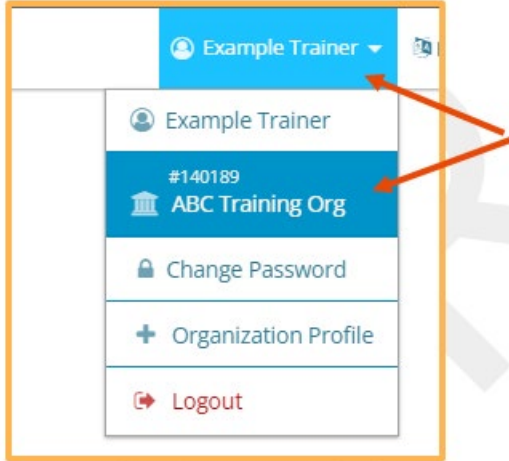 Example Trainer
Example Trainer
#140189
ABC Training Org
Change Password
Organization Profile
Logout